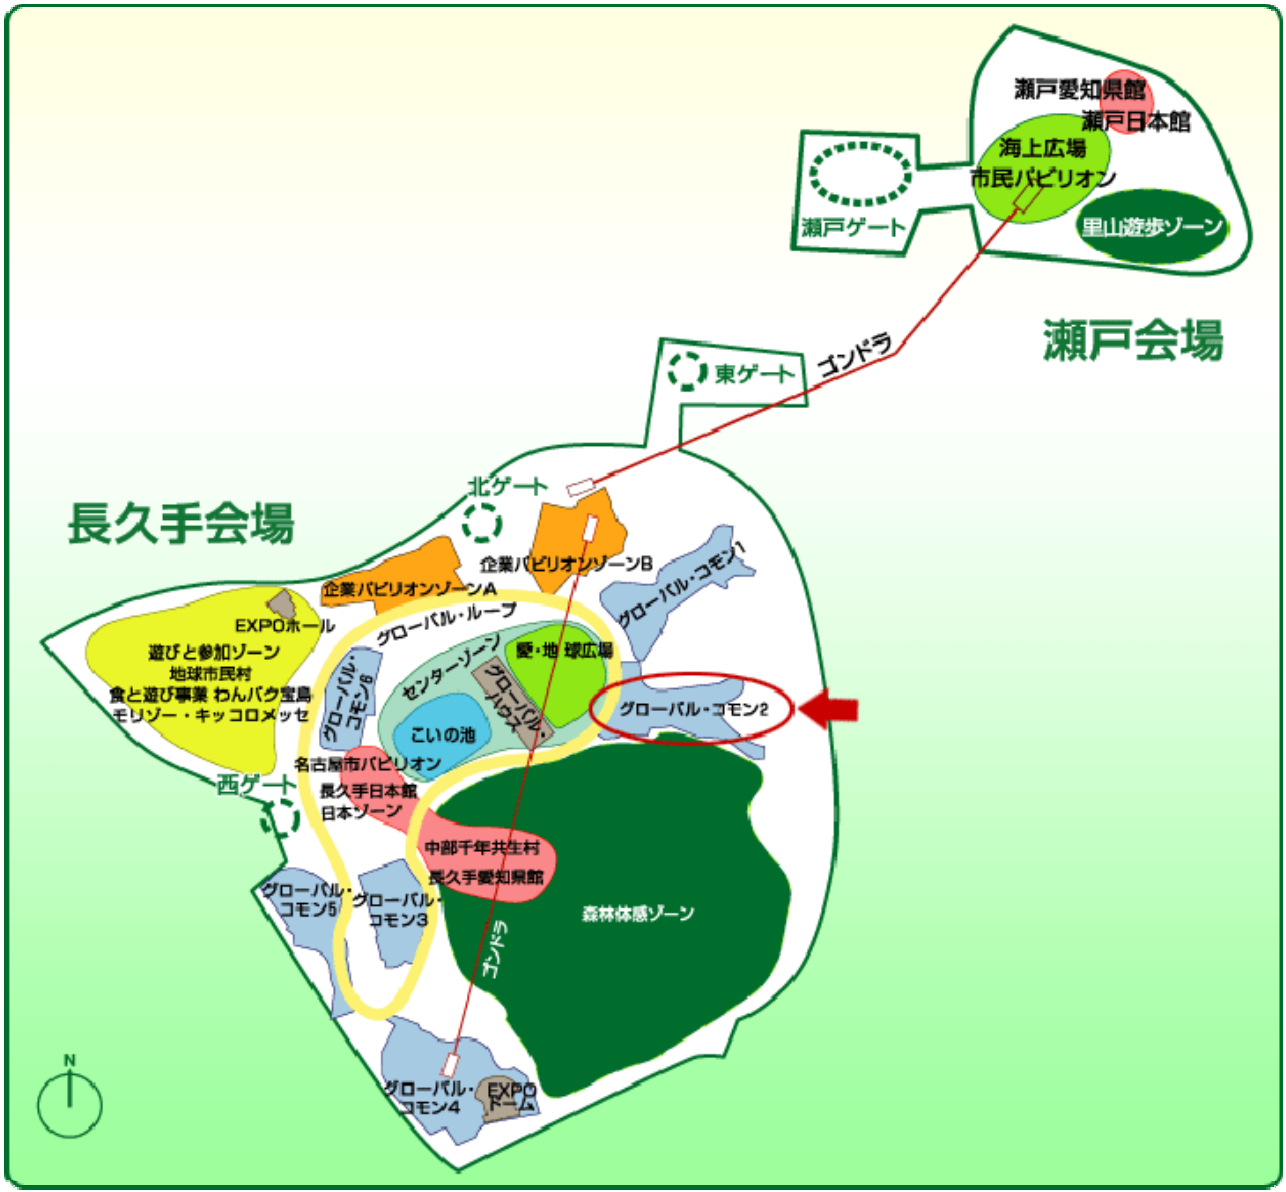 瀬戸愛知県館
瀬戸日本館
海上広場
市民パビリオン
里山遊歩ゾーン
瀬戸ゲート
瀬戸会場
ゴンドラ
東ゲート
北ゲート
長久手会場
企業パビリオンゾーンB
企業パビリオンゾーンA
グローバル・コモン1
グローバル・ループ
EXPOホール
遊びと参加ゾーン
地球市民村
食と遊び事業 わんパク宝島
モリゾー・キッコロメッセ
グローバル・
コモン6
センターゾーン
愛・地球広場
グローバル・
ハウス
こいの池
グローバル・コモン2
名古屋市パビリオン
長久手日本館
日本ゾーン
西ゲート
中部千年共生村
長久手愛知県館
グローバル・
コモン5
グローバル・
コモン3
森林体感ゾーン
ゴンドラ
N
グローバル・
コモン4
EXPO
ドーム